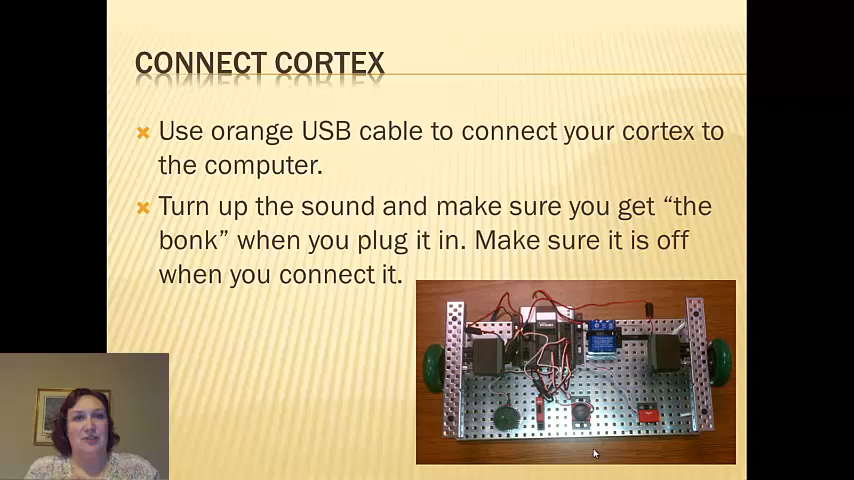 CONNECT CORTEX
Use orange USB cable to connect your cortex to
the computer.
Turn up the sound and make sure you get “the
bonk” when you plug it in. Make sure it is off
when you connect it.